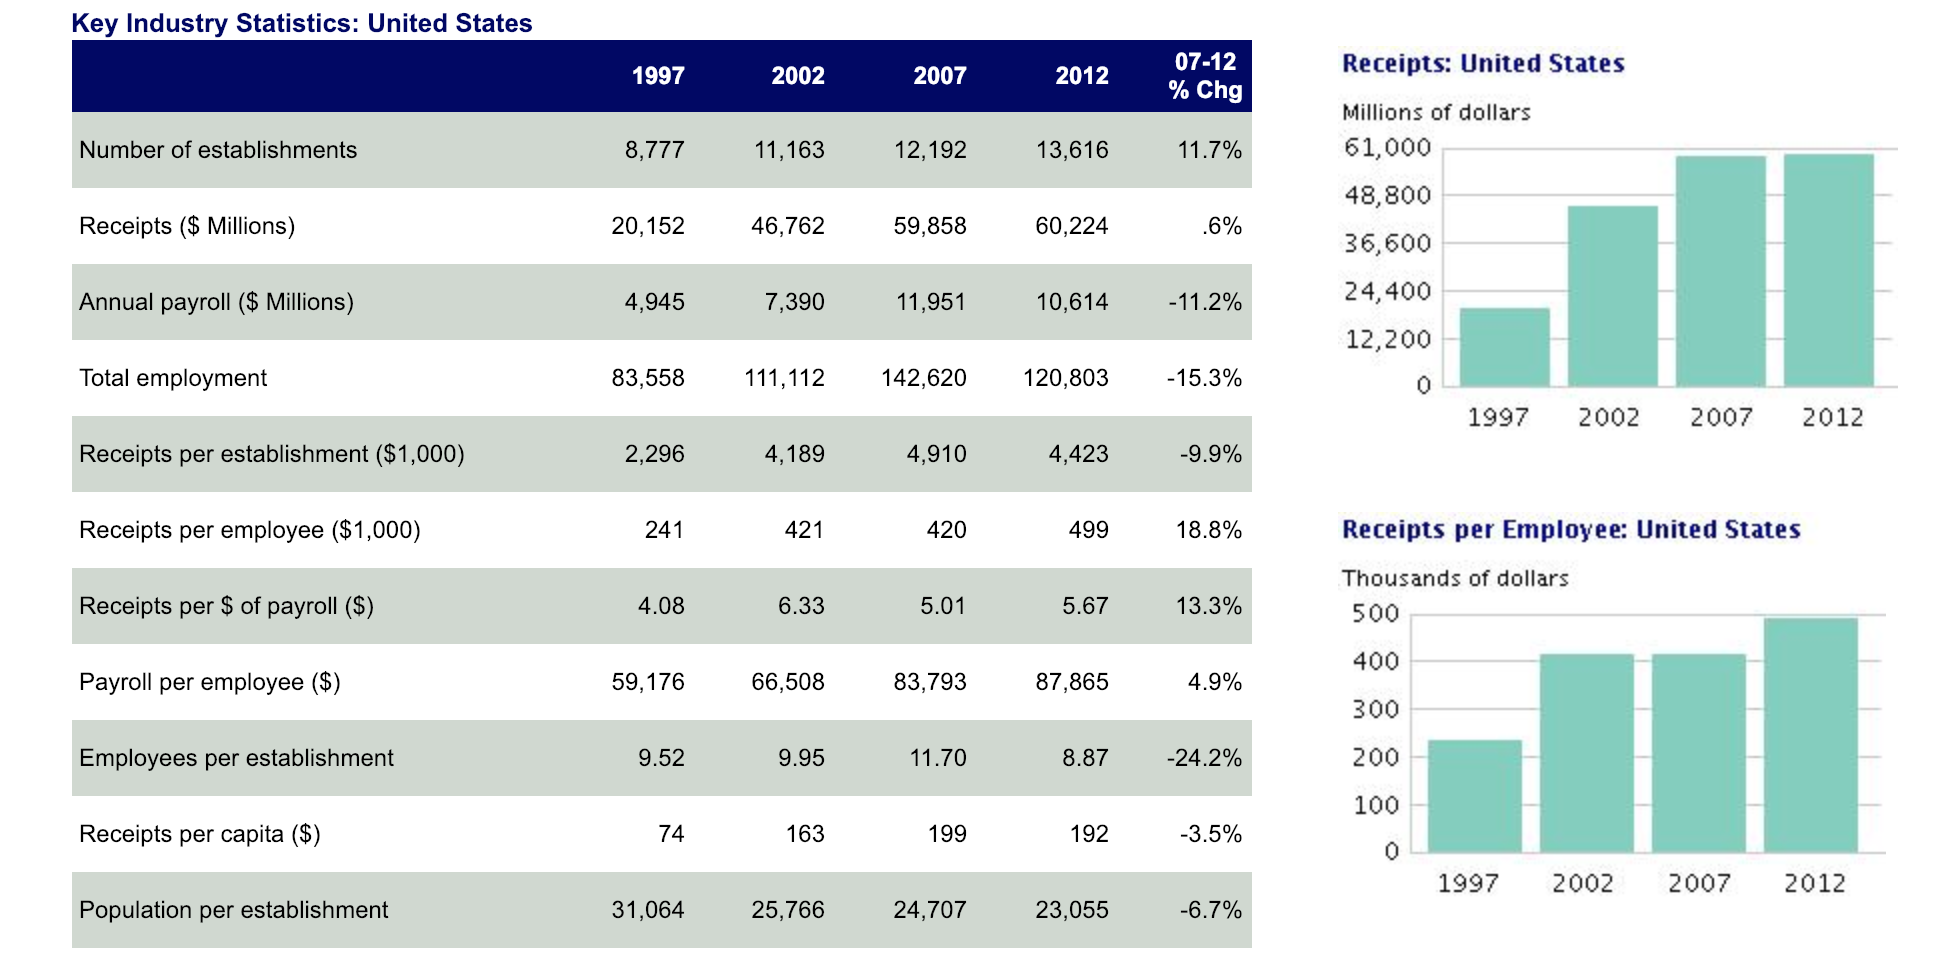 Key Industry Statistics: United States
1997 2002 2007 2012 07-12 % Chg
Number of establishments 8,777 11,163 12,192 13,616 11.7%
Receipts ($ Millions) 20,152 46,762 59,858 60,224 .6%
Annual payroll ($ Millions) 4,945 7,390 11,951 10,614 -11.2%
Total employment 83,558 111,112 142,620 120,803 -15.3%
Receipts per establishment ($1,000) 2,296 4,189 4,910 4,423 -9.9%
Receipts per employee ($1,000) 241 421 420 499 18.8%
Receipts per $ of payroll ($) 4.08 6.33 5.01 5.67 13.3%
Payroll per employee ($) 59,176 66,508 83,793 87,865 4.9%
Employees per establishment 9.52 9.95 11.70 8.87 -24.2%
Receipts per capita ($) 74 163 199 192 -3.5%
Population per establishment 31,064 25,766 24,707 23,055 -6.7%
Receipts: United States
Millions of dollars
61,000
48,800
36,600
24,400
12,200
0
1997 2002 2007 2012
Receipts per Employee: United States
Thousands of dollars
500
400
300
200
100
0
1997 2002 2007 2012